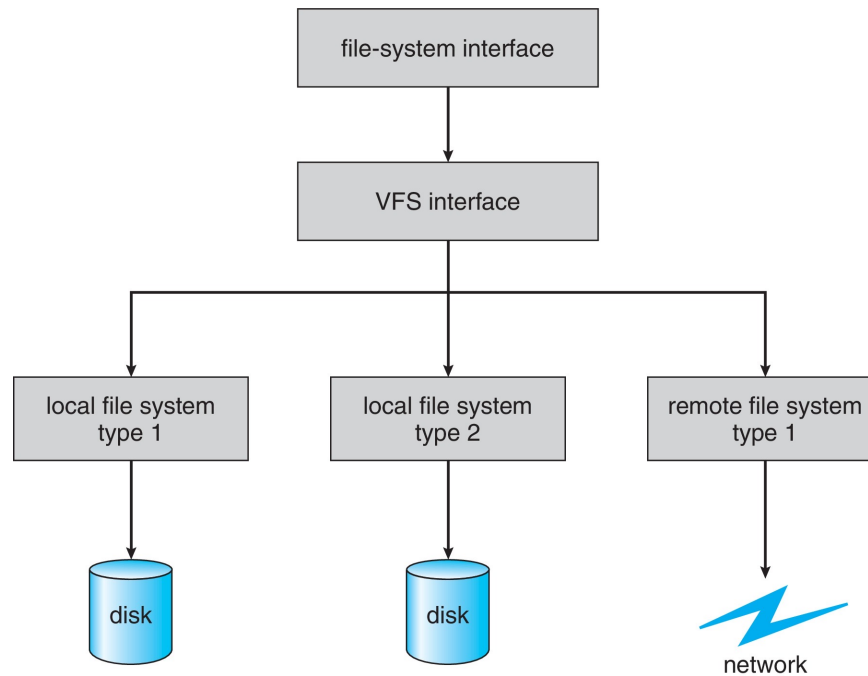 file-system interface
VFS interface
local file system
type 1
local file system
type 2
remote file system
type 1
disk
disk
network